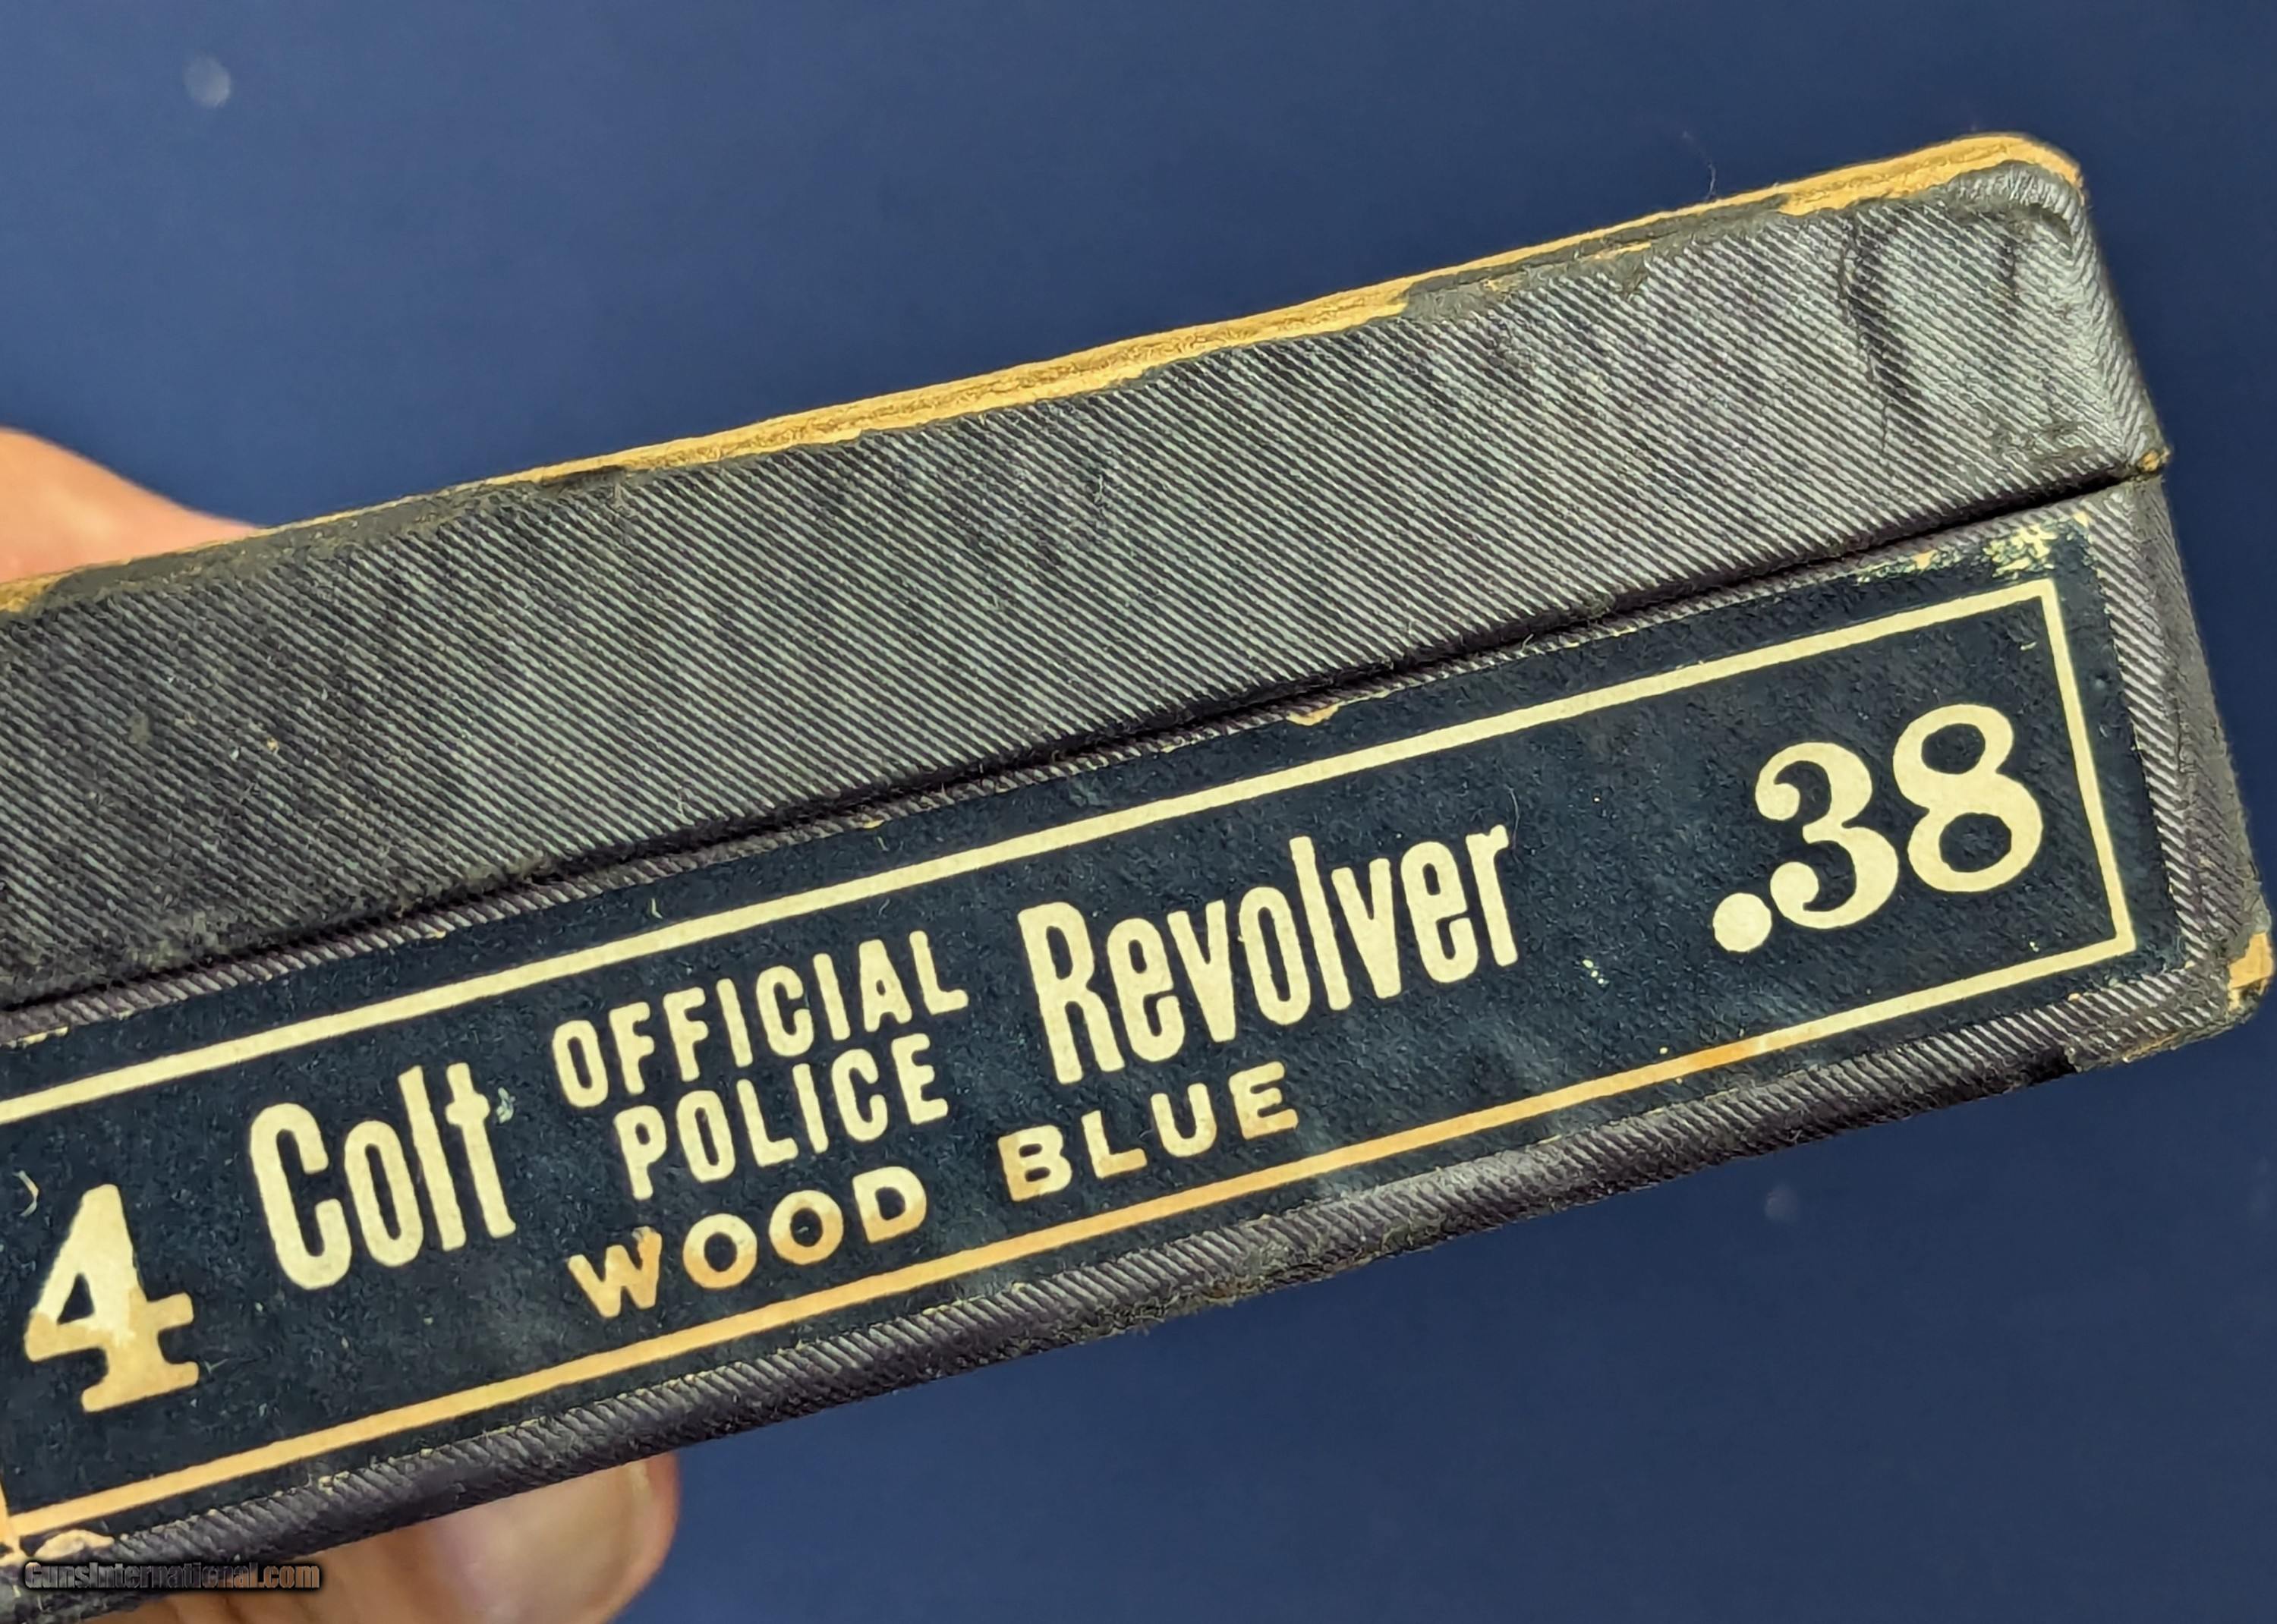 4 Colt OFFICIAL POLICE Revolver .38
WOOD BLUE
GunsInternational.com